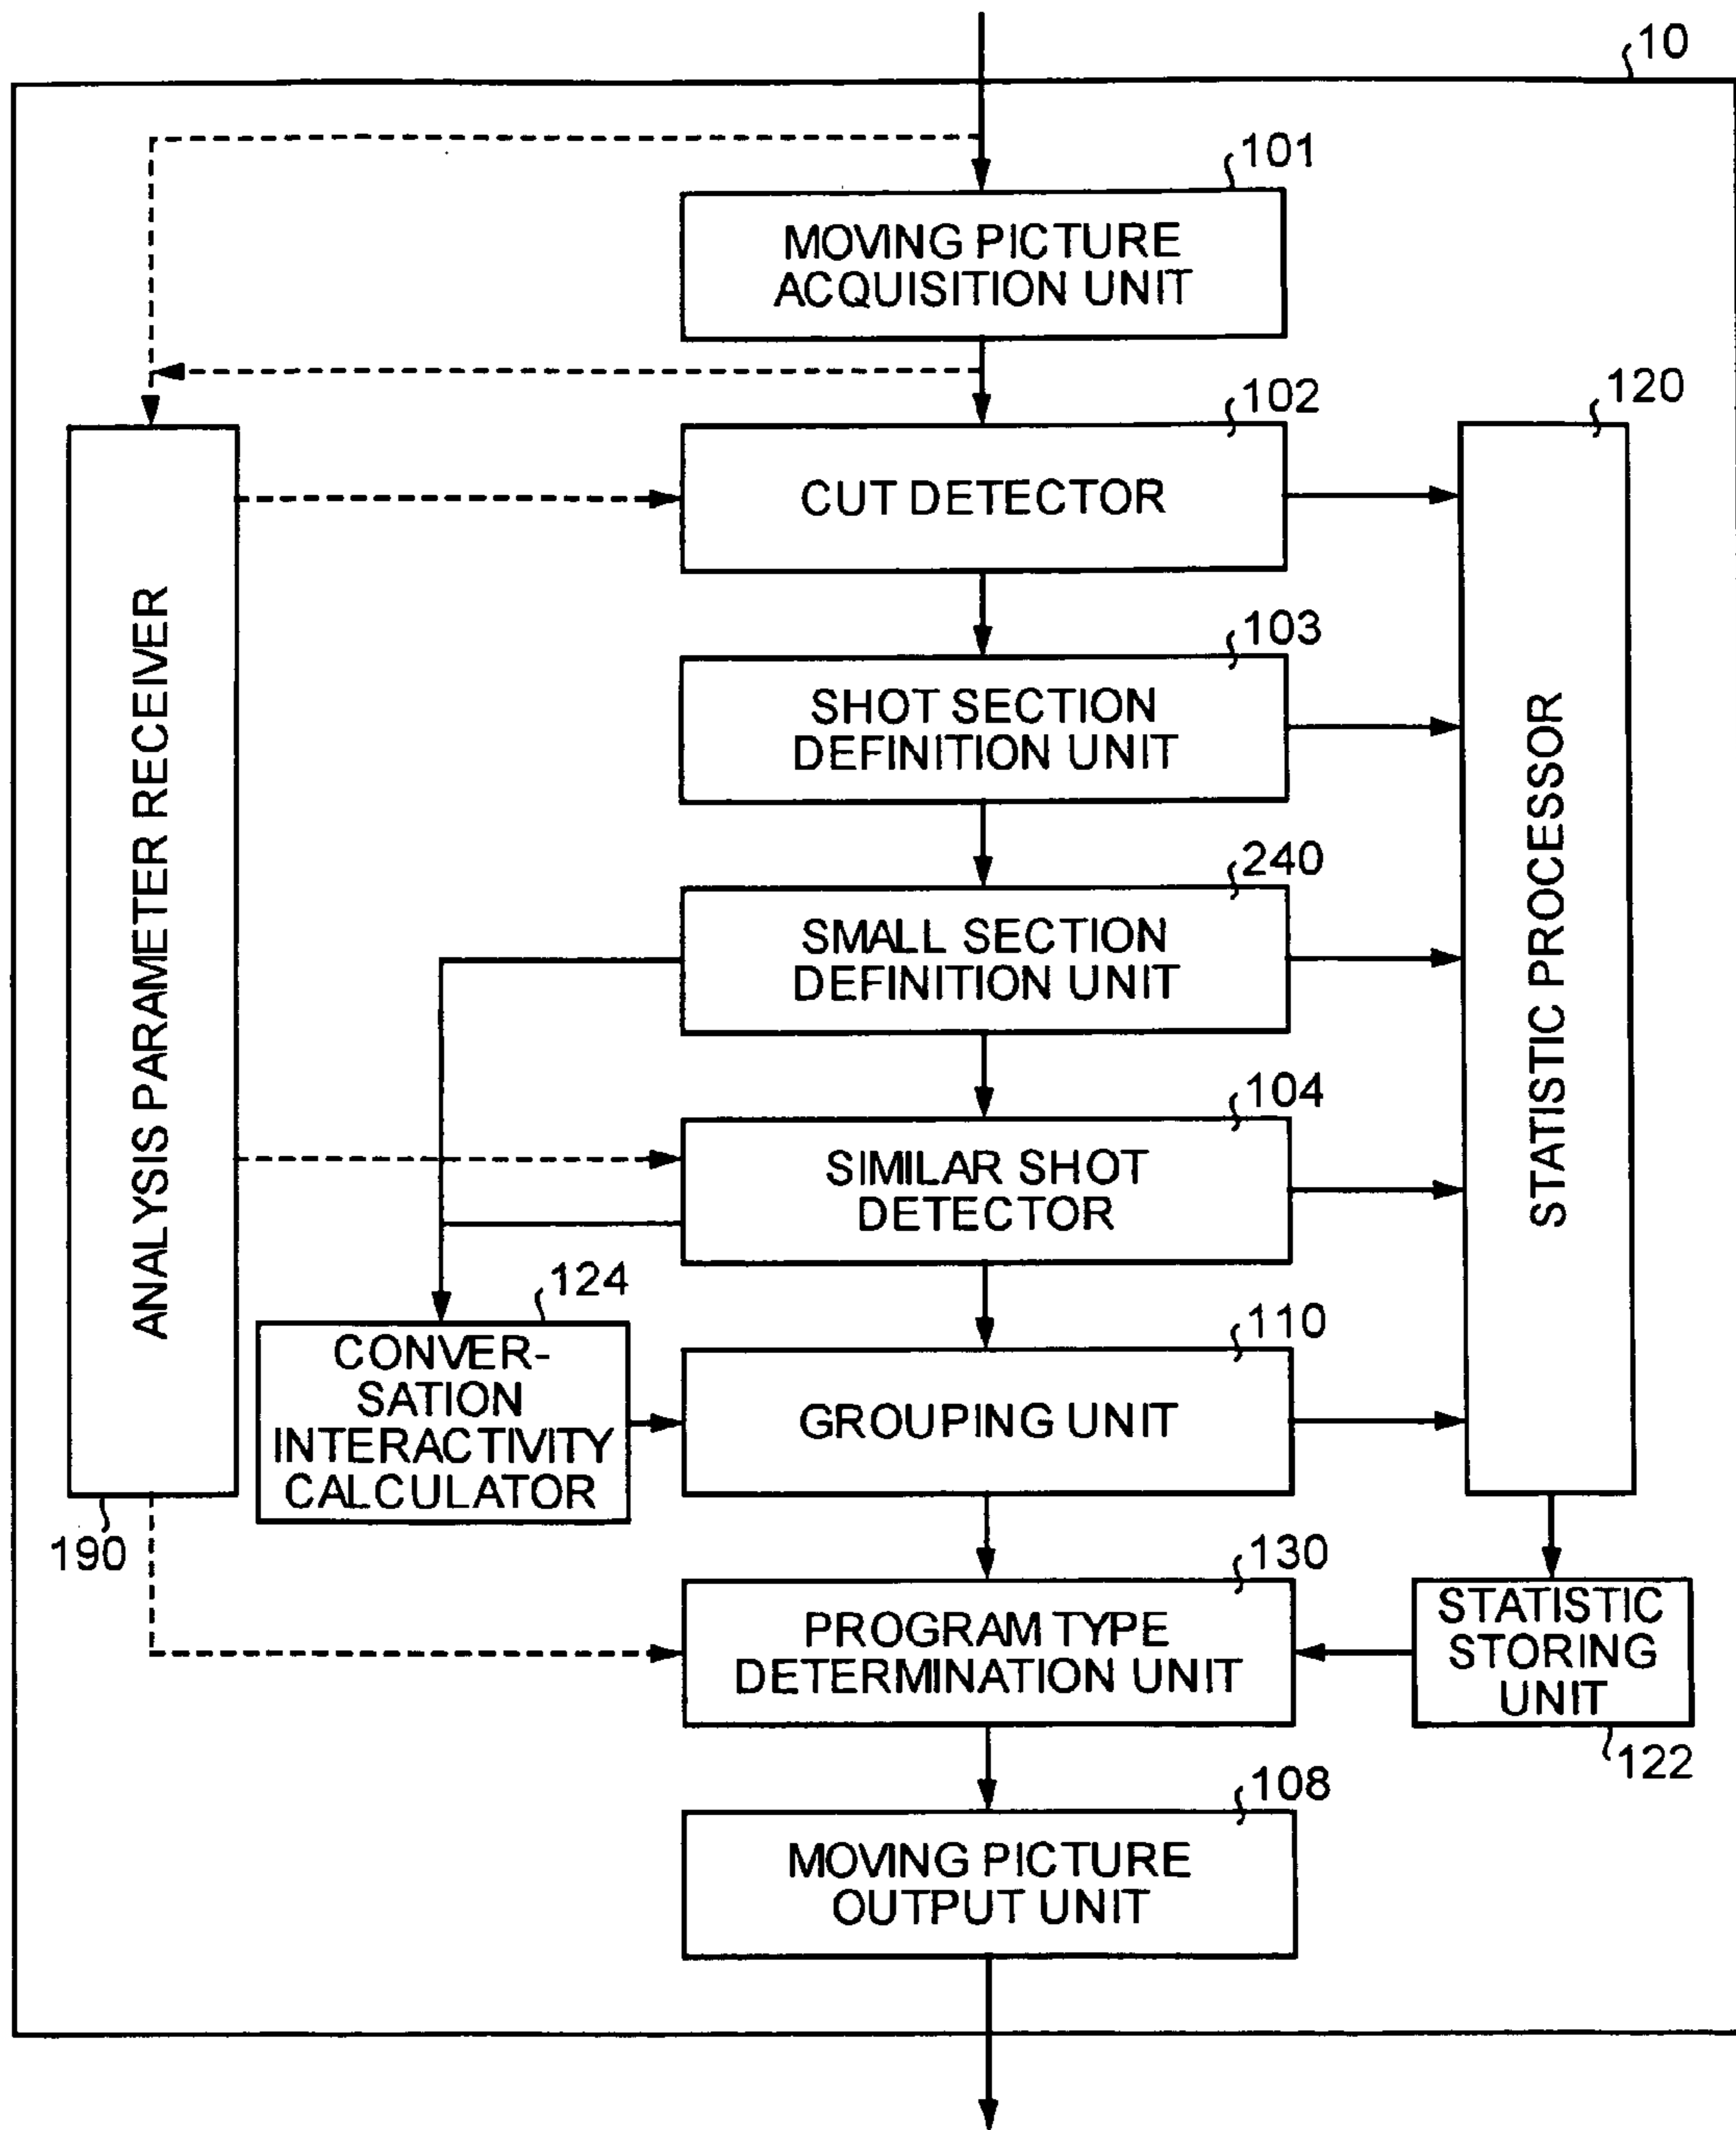 10
101
MOVING PICTURE
ACQUISITION UNIT
102
CUT DETECTOR
120
STATISTIC PROCESSOR
ANALYSIS PARAMETER RECEIVER
190
103
SHOT SECTION
DEFINITION UNIT
240
SMALL SECTION
DEFINITION UNIT
104
SIMILAR SHOT
DETECTOR
124
CONVER-
SATION
INTERACTIVITY
CALCULATOR
110
GROUPING UNIT
130
PROGRAM TYPE
DETERMINATION UNIT
STATISTIC
STORING
UNIT
122
108
MOVING PICTURE
OUTPUT UNIT